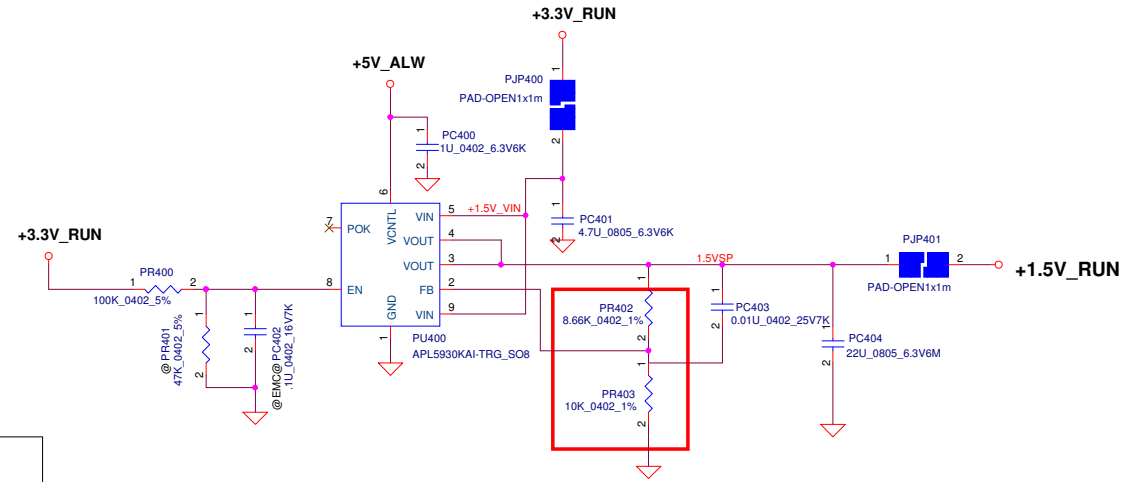 +3.3V_RUN
1
PJP400
PAD-OPEN1x1m
2
+5V_ALW
1
PC400
1U_0402_6.3V6K
2
6
7
POK
VCNTL
VIN
5
+1.5V_VIN
VOUT
4
VOUT
3
EN
8
FB
2
GND
VIN
9
1
PU400
APL5930KAI-TRG_SO8
1
PC401
4.7U_0805_6.3V6K
2
+3.3V_RUN
PR400
1
2
100K_0402_5%
1
@PR401
47K_0402_5%
2
1
@EMC@PC402
.1U_0402_16V7K
2
1.5VSP
1
PR402
8.66K_0402_1%
2
1
PC403
0.01U_0402_25V7K
2
1
PR403
10K_0402_1%
2
1
PC404
22U_0805_6.3V6M
2
PJP401
1
2
PAD-OPEN1x1m
+1.5V_RUN